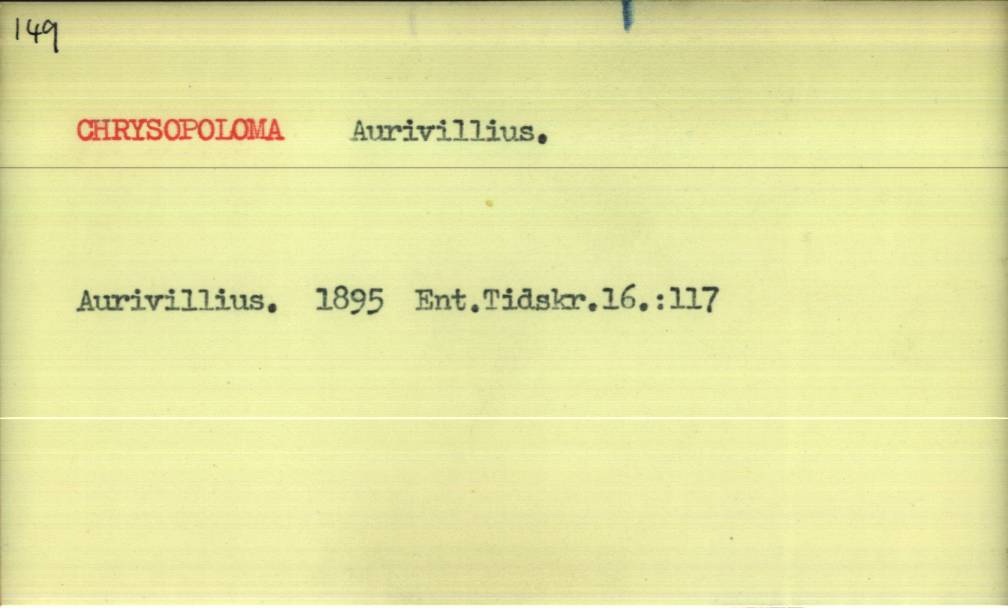 149
CHRYSOPOLOMA Aurivillius.
Aurivillius. 1895 Ent.Tidskr.16.:117